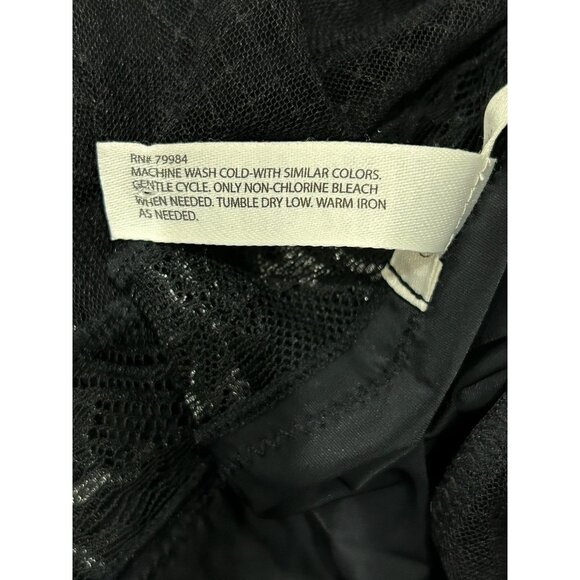 RN# 79984
MACHINE WASH COLD-WITH SIMILAR COLORS.
GENTLE CYCLE. ONLY NON-CHLORINE BLEACH
WHEN NEEDED. TUMBLE DRY LOW. WARM IRON
AS NEEDED.